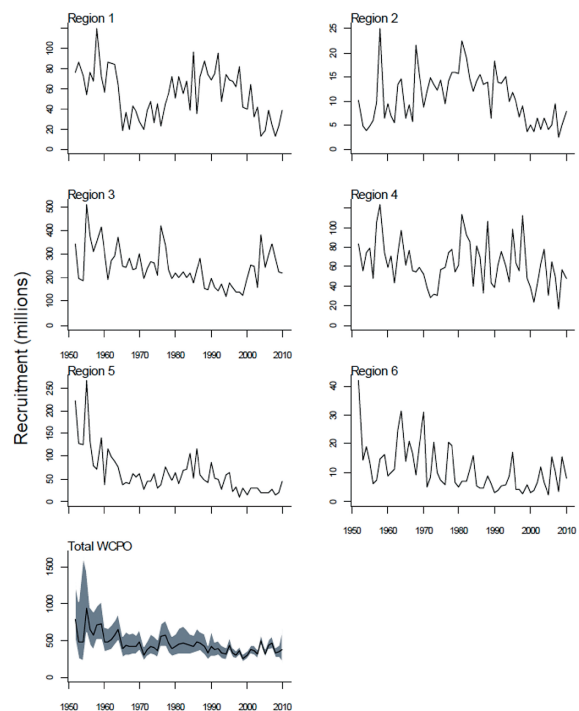 Region 1
0 20 40 60 80 100
Region 2
0 5 10 15 20 25
Region 3
0 100 200 300 400 500
1950 1960 1970 1980 1990 2000 2010
Region 4
0 20 40 60 80 100
Recruitment (millions)
Region 5
0 50 100 150 200 250
Region 6
0 10 20 30 40
1950 1960 1970 1980 1990 2000 2010
Total WCPO
0 500 1000 1500
1950 1960 1970 1980 1990 2000 2010